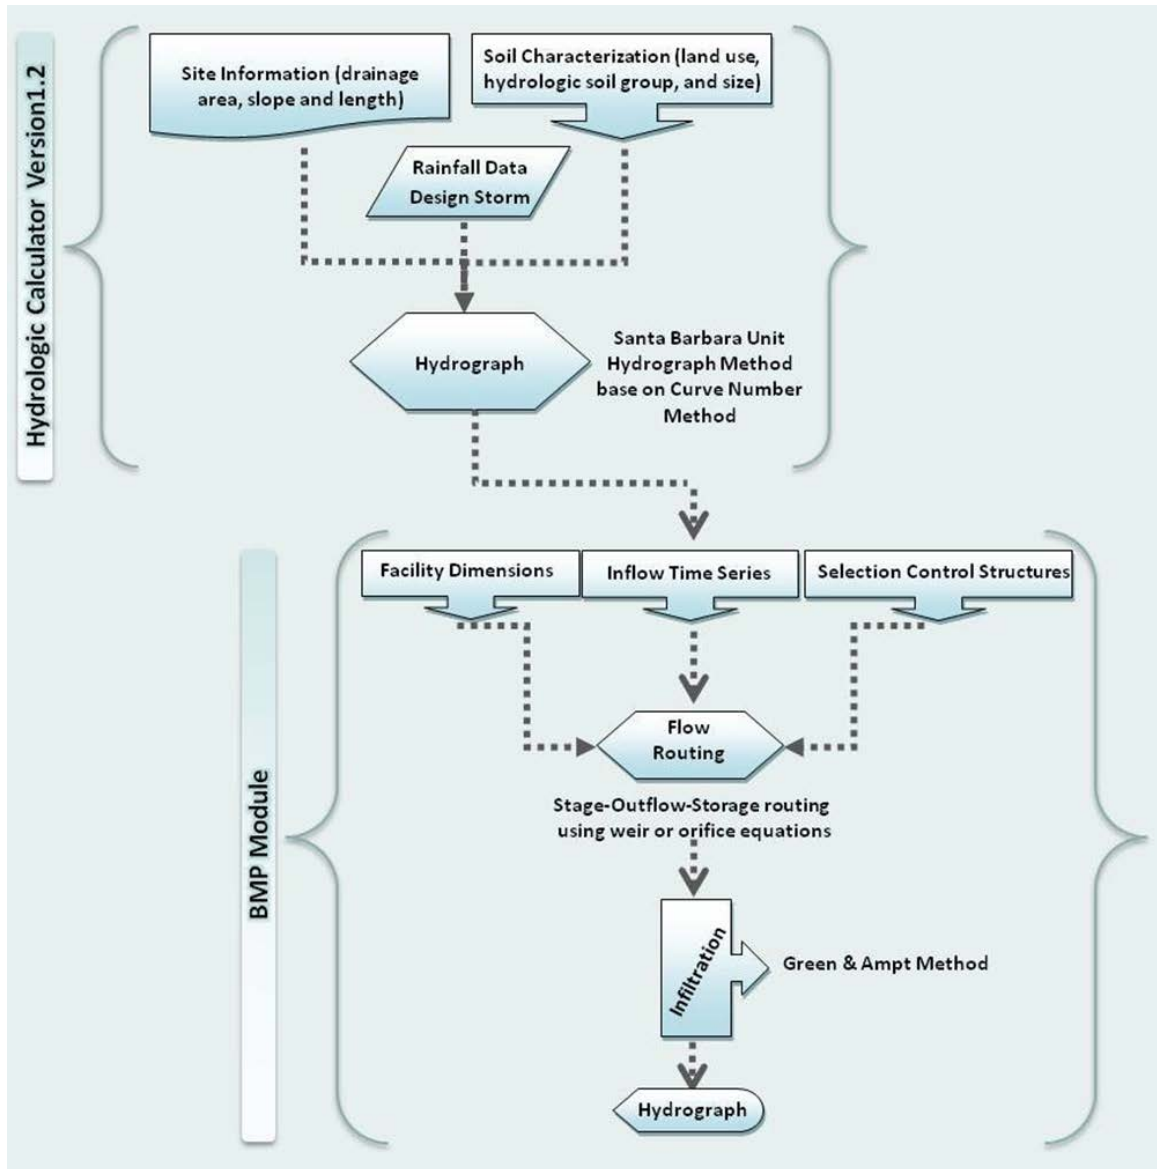 Hydrologic Calculator Version1.2
Site Information (drainage
area, slope and length)
Soil Characterization (land use,
hydrologic soil group, and size)
Rainfall Data
Design Storm
Hydrograph
Santa Barbara Unit
Hydrograph Method
base on Curve Number
Method
BMP Module
Facility Dimensions
Inflow Time Series
Selection Control Structures
Flow
Routing
Stage-Outflow-Storage routing
using weir or orifice equations
Infiltration
Green & Ampt Method
Hydrograph